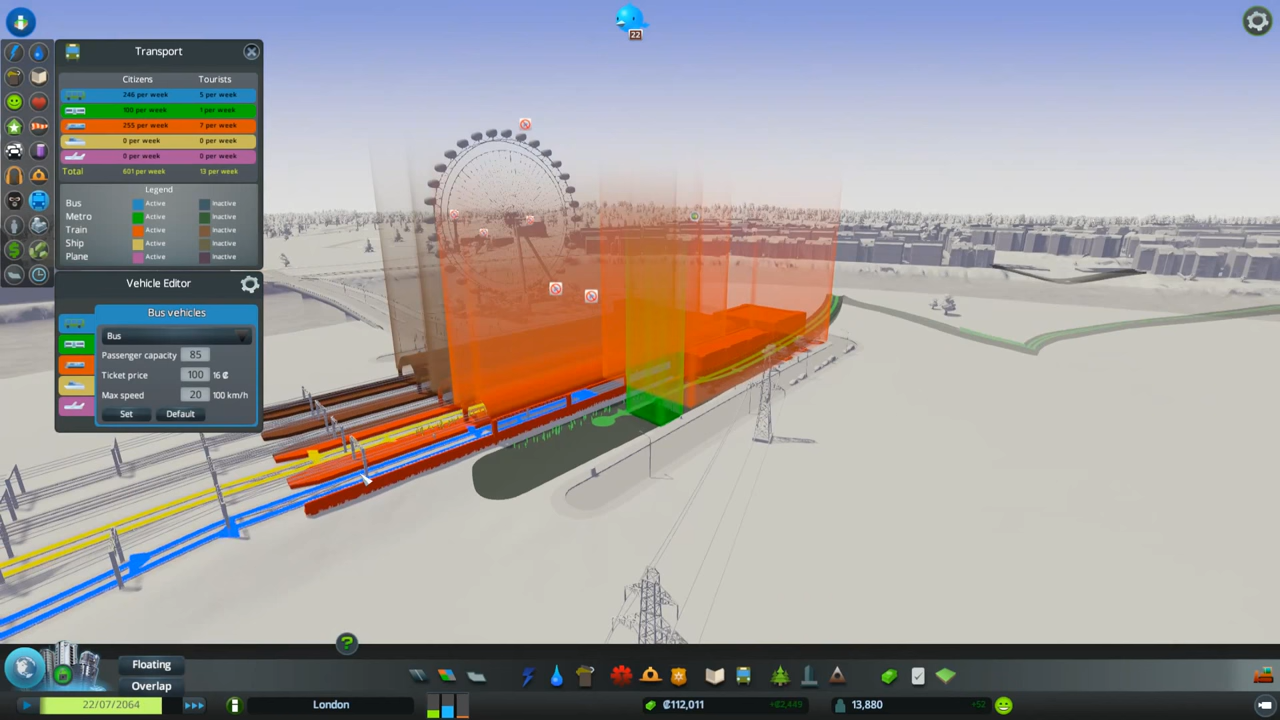 22
Transport
Citizens Tourists
246 per week 5 per week
100 per week 1 per week
255 per week 7 per week
0 per week 0 per week
0 per week 0 per week
Total 601 per week 13 per week
Legend
Bus Active Inactive
Metro Active Inactive
Train Active Inactive
Ship Active Inactive
Plane Active Inactive
Vehicle Editor
Bus vehicles
Bus
Passenger capacity 85
Ticket price 100 16 ₡
Max speed 20 100 km/h
Set Default
?
Floating
Overlap
22/07/2064 London ₡112,011 +₡2,449 13,880 +52